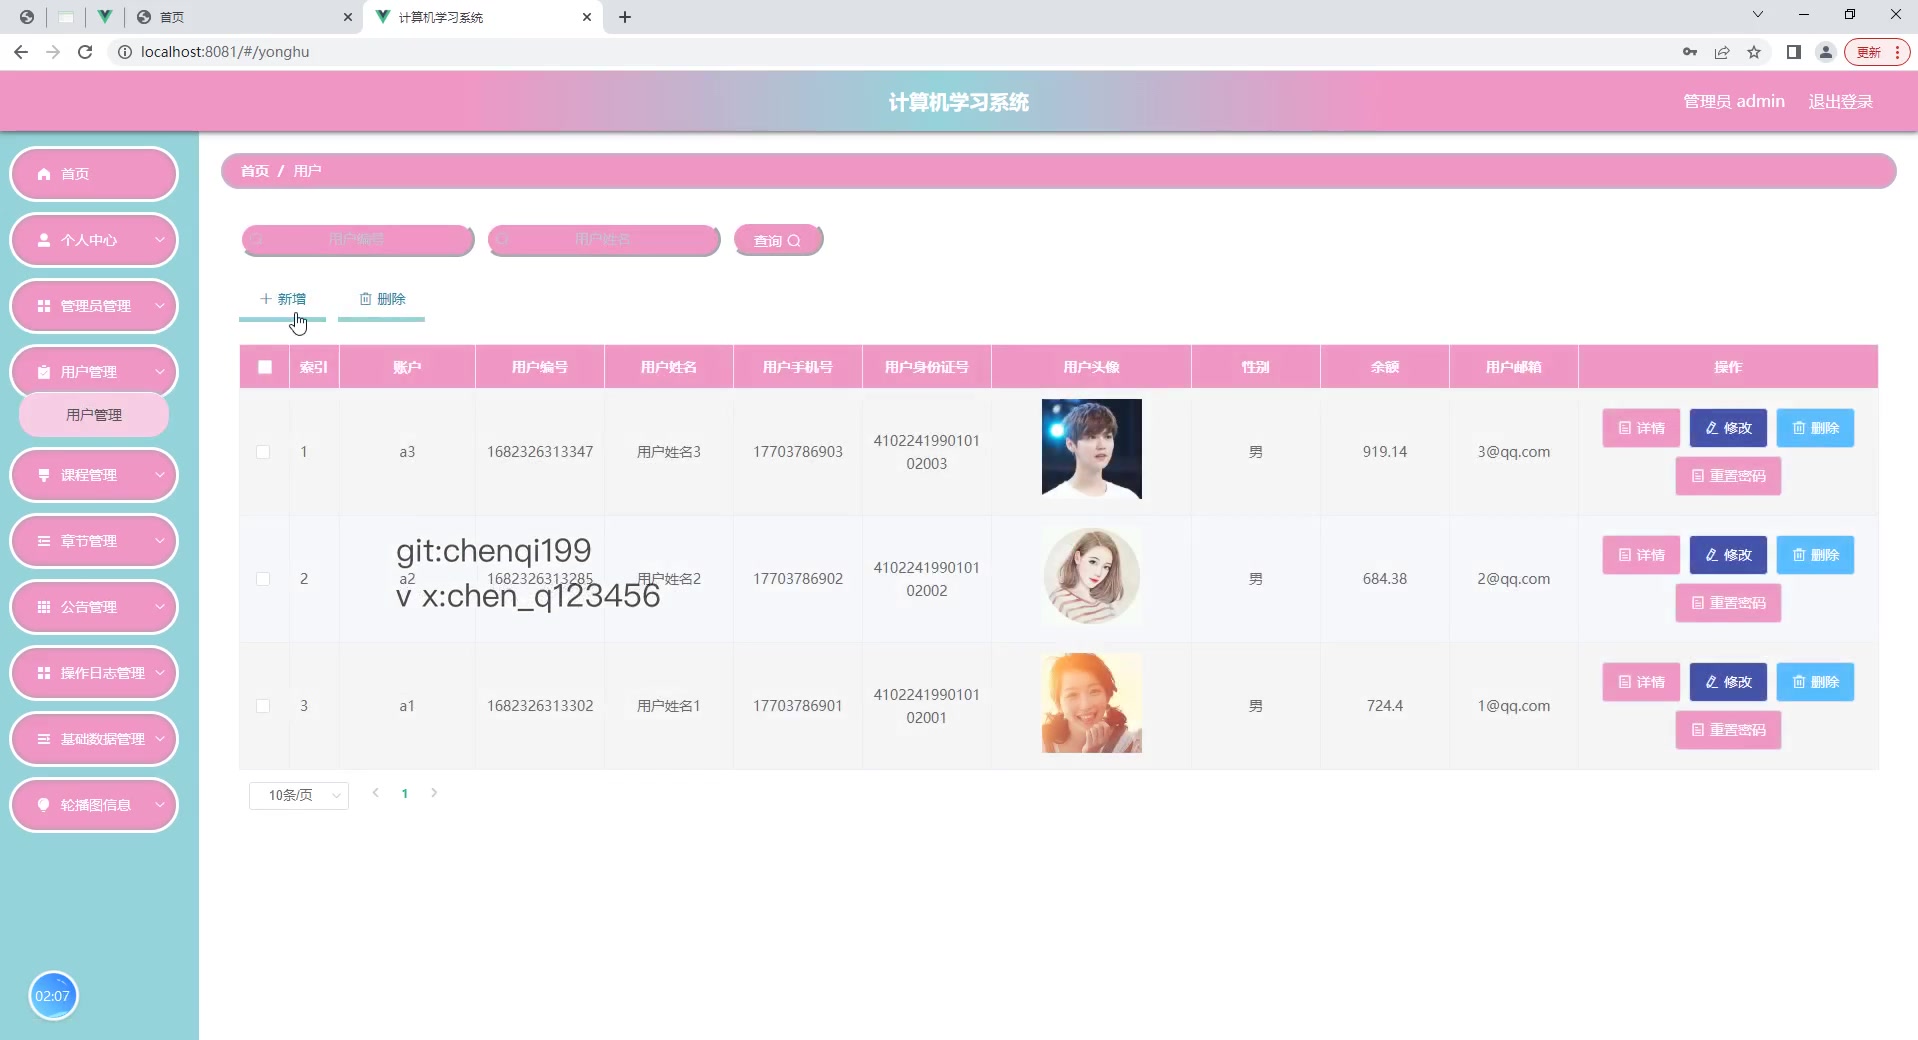 首页
计算机学习系统
localhost:8081/#/yonghu
更新
计算机学习系统
管理员 admin
退出登录
首页
个人中心
管理员管理
用户管理
用户管理
课程管理
章节管理
公告管理
操作日志管理
基础数据管理
轮播图信息
02:07
首页 / 用户
用户编号
用户姓名
查询
新增
删除
索引 账户 用户编号 用户姓名 用户手机号 用户身份证号 用户头像 性别 余额 用户邮箱 操作
1 a3 1682326313347 用户姓名3 17703786903 410224199010102003 男 919.14 3@qq.com 详情 修改 删除
重置密码
2 a2 1682326313285 用户姓名2 17703786902 410224199010102002 男 684.38 2@qq.com 详情 修改 删除
重置密码
git:chenqi199
v x:chen_q123456
3 a1 1682326313302 用户姓名1 17703786901 410224199010102001 男 724.4 1@qq.com 详情 修改 删除
重置密码
10条/页
1